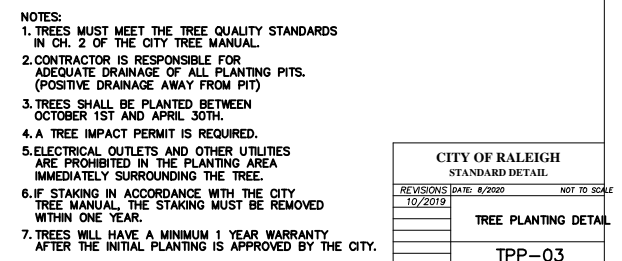 NOTES:
1. TREES MUST MEET THE TREE QUALITY STANDARDS
IN CH. 2 OF THE CITY TREE MANUAL.
2. CONTRACTOR IS RESPONSIBLE FOR
ADEQUATE DRAINAGE OF ALL PLANTING PITS.
(POSITIVE DRAINAGE AWAY FROM PIT)
3. TREES SHALL BE PLANTED BETWEEN
OCTOBER 1ST AND APRIL 30TH.
4. A TREE IMPACT PERMIT IS REQUIRED.
5. ELECTRICAL OUTLETS AND OTHER UTILITIES
ARE PROHIBITED IN THE PLANTING AREA
IMMEDIATELY SURROUNDING THE TREE.
6. IF STAKING IN ACCORDANCE WITH THE CITY
TREE MANUAL, THE STAKING MUST BE REMOVED
WITHIN ONE YEAR.
7. TREES WILL HAVE A MINIMUM 1 YEAR WARRANTY
AFTER THE INITIAL PLANTING IS APPROVED BY THE CITY.
CITY OF RALEIGH
STANDARD DETAIL
REVISIONS DATE: 8/2020 NOT TO SCALE
10/2019
TREE PLANTING DETAIL
TPP-03